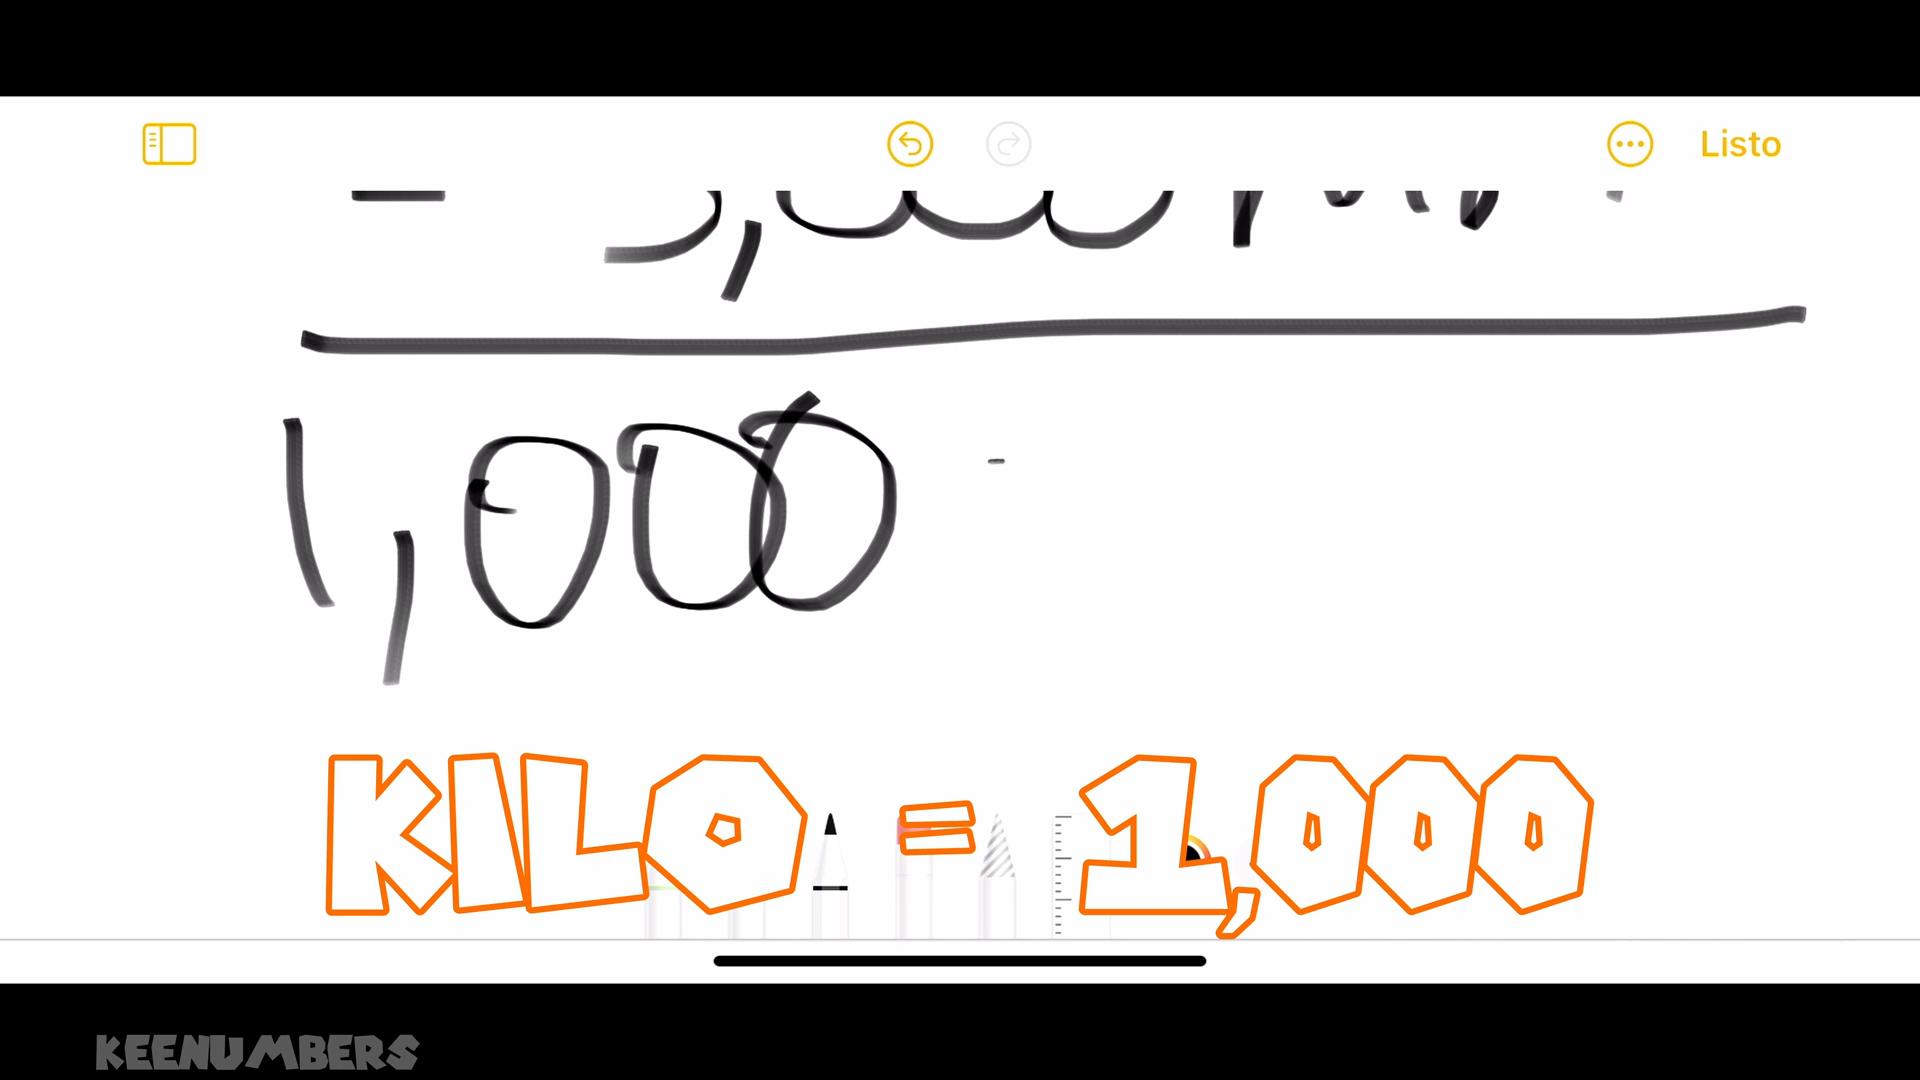 Listo
1,000 -
KILO = 1,000
KEENUMBERS